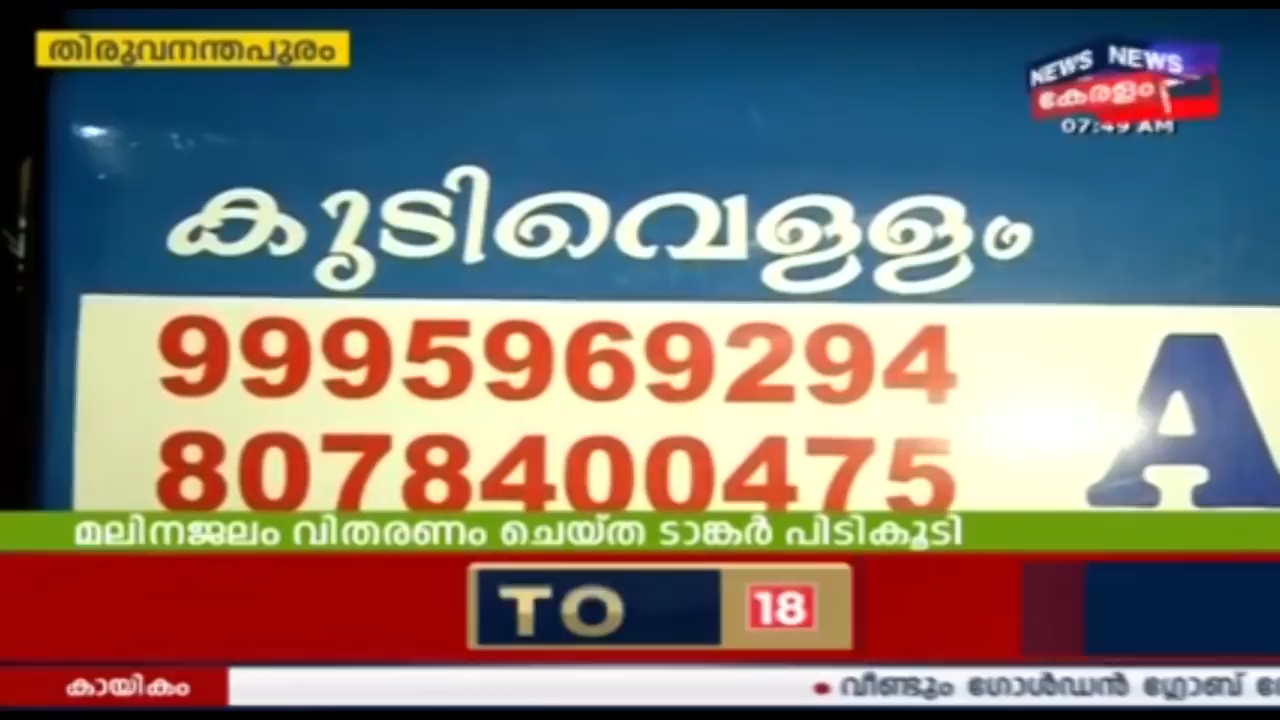 തിരുവനന്തപുരം
NEWS NEWS
കേരളം
07:49 AM
കുടിവെള്ളം
9995969294
8078400475
A
മലിനജലം വിതരണം ചെയ്ത ടാങ്കർ പിടികൂടി
TO 18
കായികം
• വീണ്ടും ഗോൾഡൻ ഗ്ലോബ്